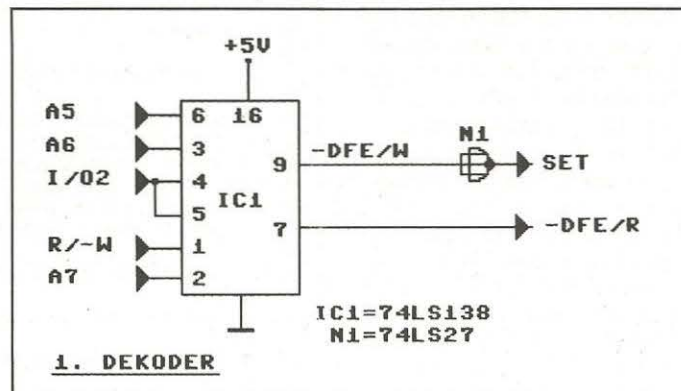 +5V
A5
6
16
A6
3
N1
9
-DFE/W
SET
I/O2
4
IC1
5
7
-DFE/R
R/-W
1
A7
2
IC1=74LS138
N1=74LS27
1. DEKODER